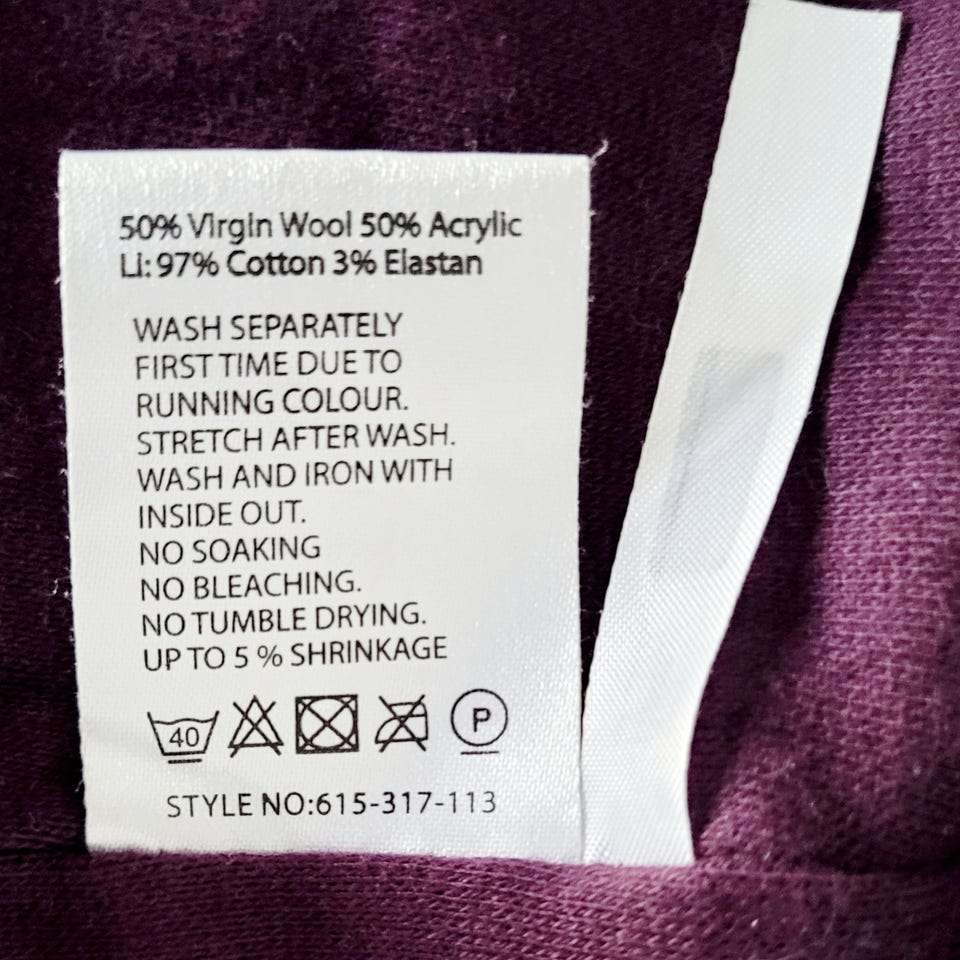 50% Virgin Wool 50% Acrylic
Li: 97% Cotton 3% Elastan
WASH SEPARATELY
FIRST TIME DUE TO
RUNNING COLOUR.
STRETCH AFTER WASH.
WASH AND IRON WITH
INSIDE OUT.
NO SOAKING
NO BLEACHING.
NO TUMBLE DRYING.
UP TO 5 % SHRINKAGE
40 P
STYLE NO:615-317-113